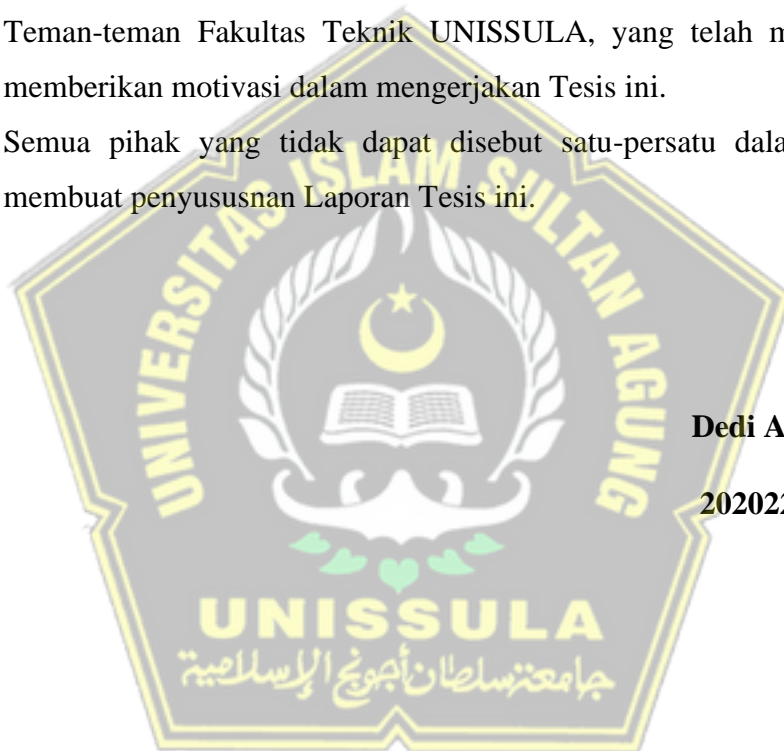 Teman-teman Fakultas Teknik UNISSULA, yang telah m
memberikan motivasi dalam mengerjakan Tesis ini.
Semua pihak yang tidak dapat disebut satu-persatu dala
membuat penyususnan Laporan Tesis ini.
UNIVERSITAS ISLAM SULTAN AGUNG
Dedi A
202022
UNISSULA
جامعة سلطان أجونج الإسلامية